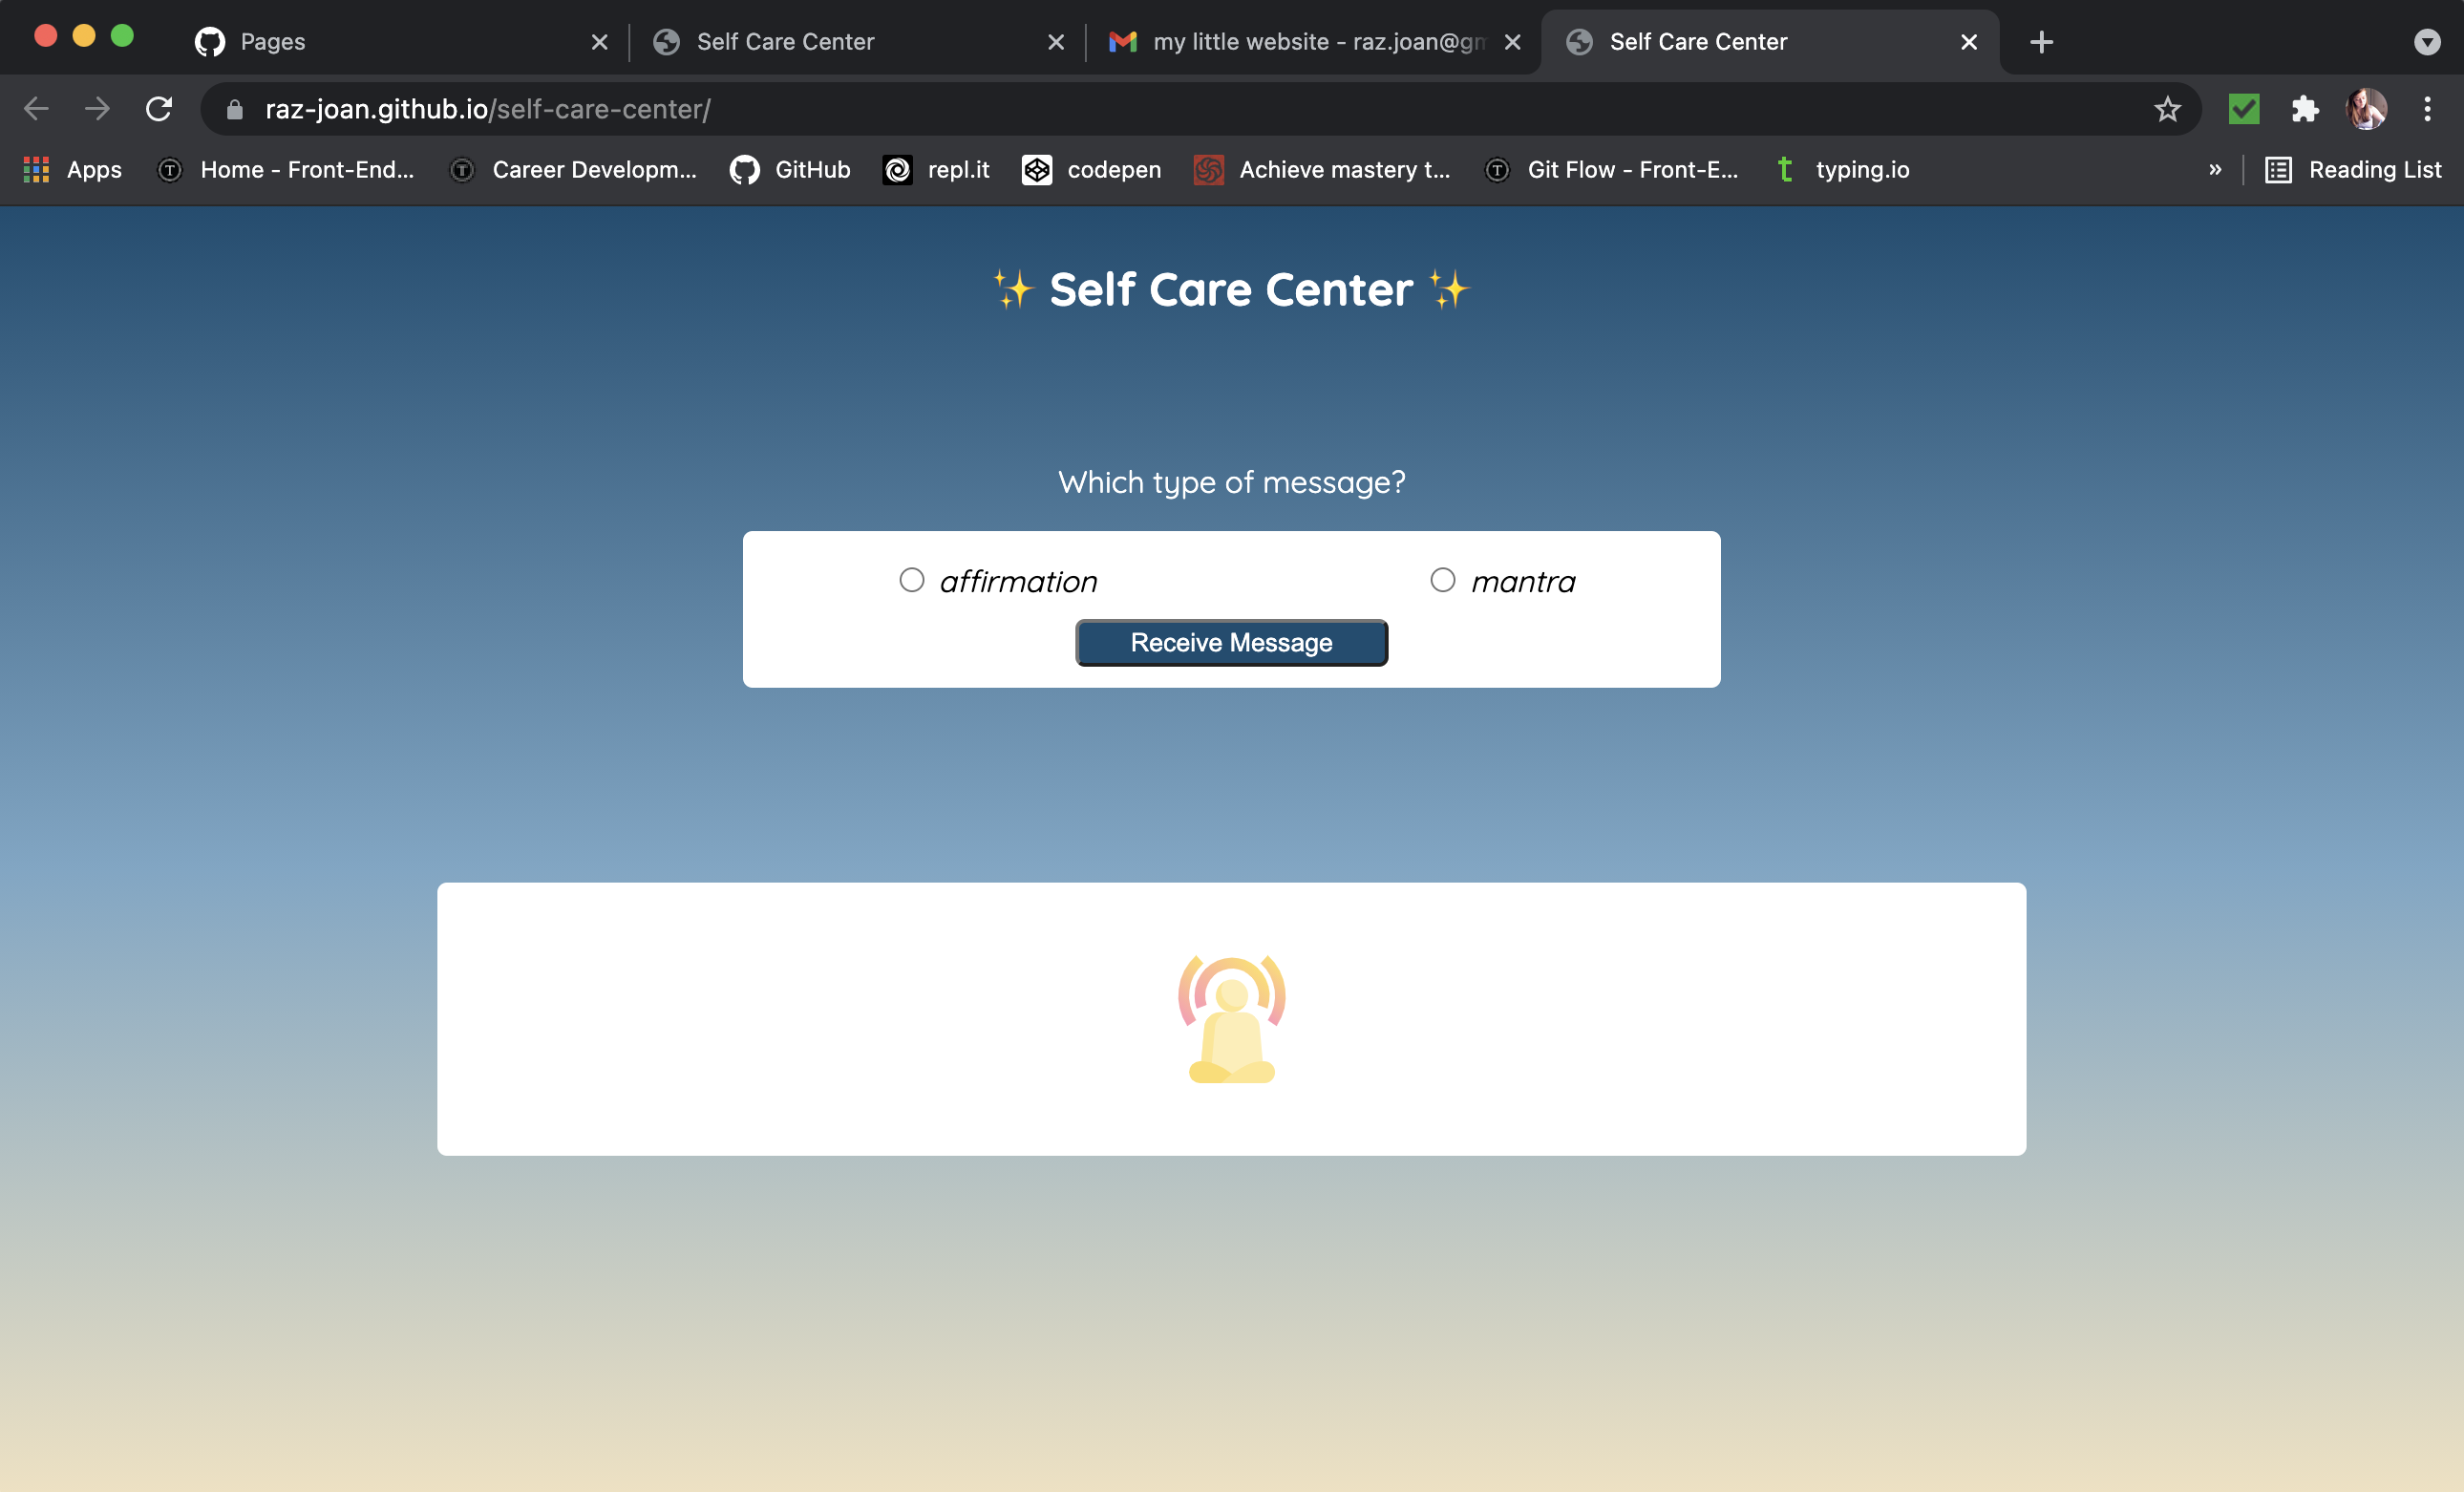 Pages
Self Care Center
my little website - raz.joan@gm
Self Care Center
raz-joan.github.io/self-care-center/
Apps
Home - Front-End...
Career Developm...
GitHub
repl.it
codepen
Achieve mastery t...
Git Flow - Front-E...
typing.io
»
Reading List
✨ Self Care Center ✨
Which type of message?
affirmation
mantra
Receive Message